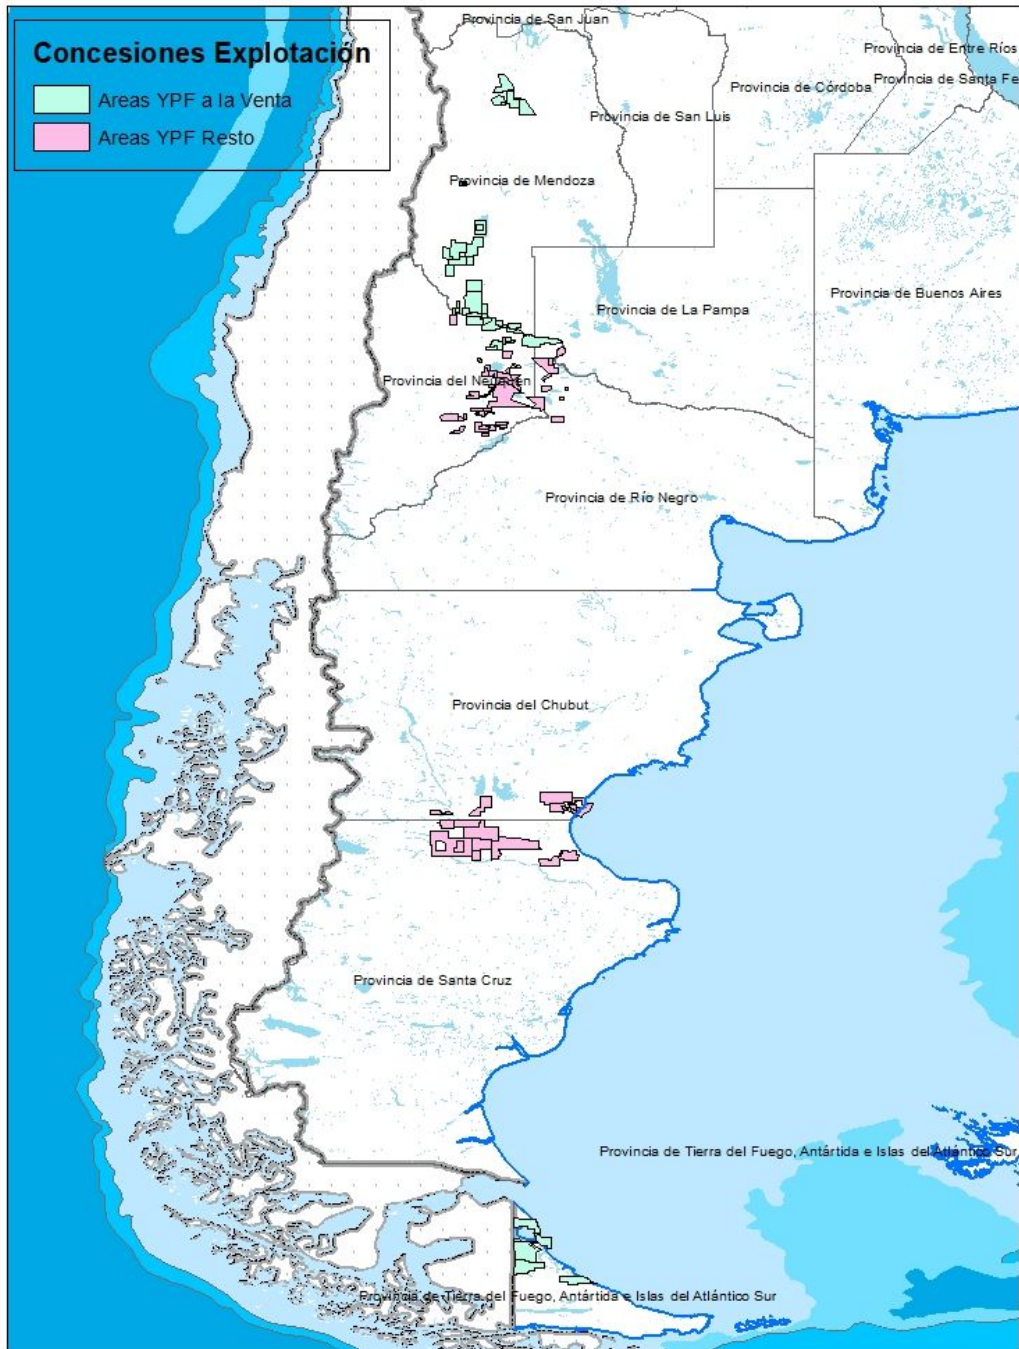 Provincia de San Juan
Concesiones Explotación
Provincia de Entre Ríos
Areas YPF a la Venta
Provincia de Córdoba
Provincia de Santa Fe
Areas YPF Resto
Provincia de San Luis
Provincia de Mendoza
Provincia de Buenos Aires
Provincia de La Pampa
Provincia del Neuquén
Provincia de Río Negro
Provincia del Chubut
Provincia de Santa Cruz
Provincia de Tierra del Fuego, Antártida e Islas del Atlántico Sur
Provincia de Tierra del Fuego, Antártida e Islas del Atlántico Sur